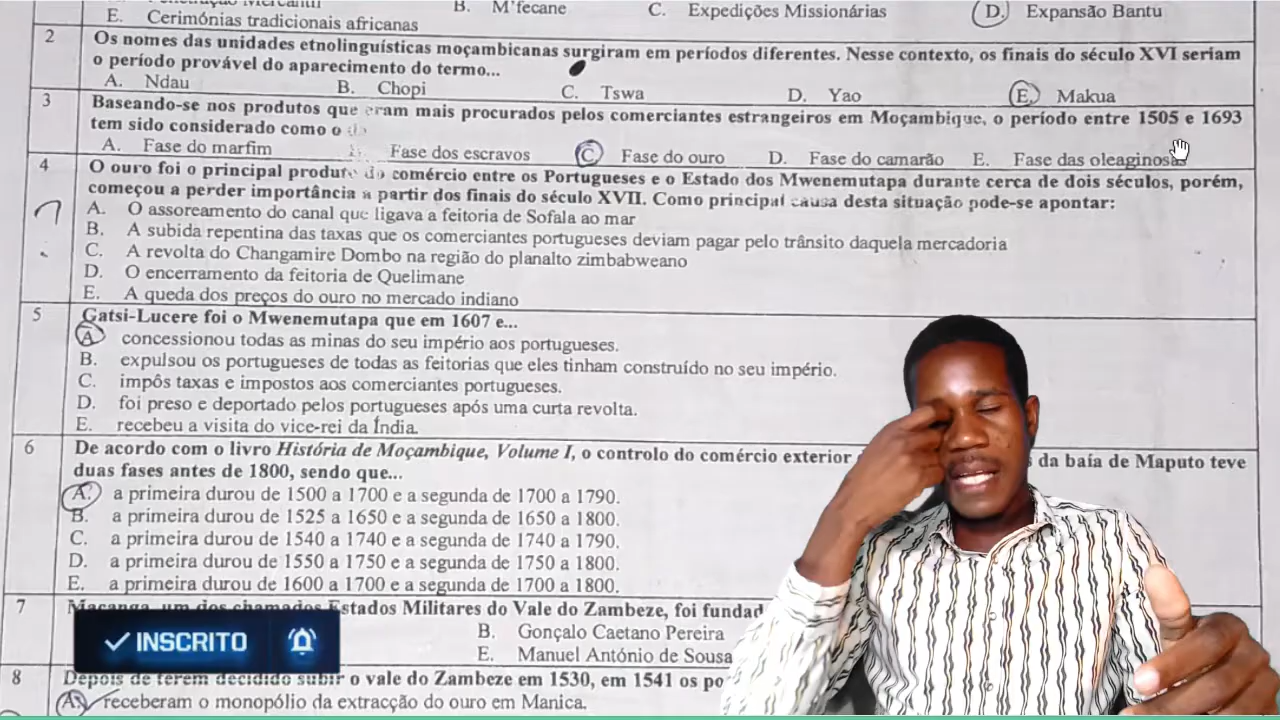 B. M'fecane C. Expedições Missionárias D. Expansão Bantu
E. Cerimónias tradicionais africanas
2 Os nomes das unidades etnolinguísticas moçambicanas surgiram em períodos diferentes. Nesse contexto, os finais do século XVI seriam
o período provável do aparecimento do termo...
A. Ndau B. Chopi C. Tswa D. Yao E. Makua
3 Baseando-se nos produtos que eram mais procurados pelos comerciantes estrangeiros em Moçambique, o período entre 1505 e 1693
tem sido considerado como o
A. Fase do marfim Fase dos escravos C. Fase do ouro D. Fase do camarão E. Fase das oleaginosas
4 O ouro foi o principal produto do comércio entre os Portugueses e o Estado dos Mwenemutapa durante cerca de dois séculos, porém,
começou a perder importância a partir dos finais do século XVII. Como principal causa desta situação pode-se apontar:
A. O assoreamento do canal que ligava a feitoria de Sofala ao mar
B. A subida repentina das taxas que os comerciantes portugueses deviam pagar pelo trânsito daquela mercadoria
C. A revolta do Changamire Dombo na região do planalto zimbabweano
D. O encerramento da feitoria de Quelimane
E. A queda dos preços do ouro no mercado indiano
5 Gatsi-Lucere foi o Mwenemutapa que em 1607 e...
A concessionou todas as minas do seu império aos portugueses.
B. expulsou os portugueses de todas as feitorias que eles tinham construído no seu império.
C. impôs taxas e impostos aos comerciantes portugueses.
D. foi preso e deportado pelos portugueses após uma curta revolta.
E. recebeu a visita do vice-rei da Índia.
6 De acordo com o livro História de Moçambique, Volume I, o controlo do comércio exterior da baía de Maputo teve
duas fases antes de 1800, sendo que...
A. a primeira durou de 1500 a 1700 e a segunda de 1700 a 1790.
B. a primeira durou de 1525 a 1650 e a segunda de 1650 a 1800.
C. a primeira durou de 1540 a 1740 e a segunda de 1740 a 1790.
D. a primeira durou de 1550 a 1750 e a segunda de 1750 a 1800.
E. a primeira durou de 1600 a 1700 e a segunda de 1700 a 1800.
7 Macanga, um dos chamados Estados Militares do Vale do Zambeze, foi fundad
B. Gonçalo Caetano Pereira
INSCRITO
E. Manuel António de Sousa
8 Depois de terem decidido subir o vale do Zambeze em 1530, em 1541 os po
A. receberam o monopólio da extracção do ouro em Manica.